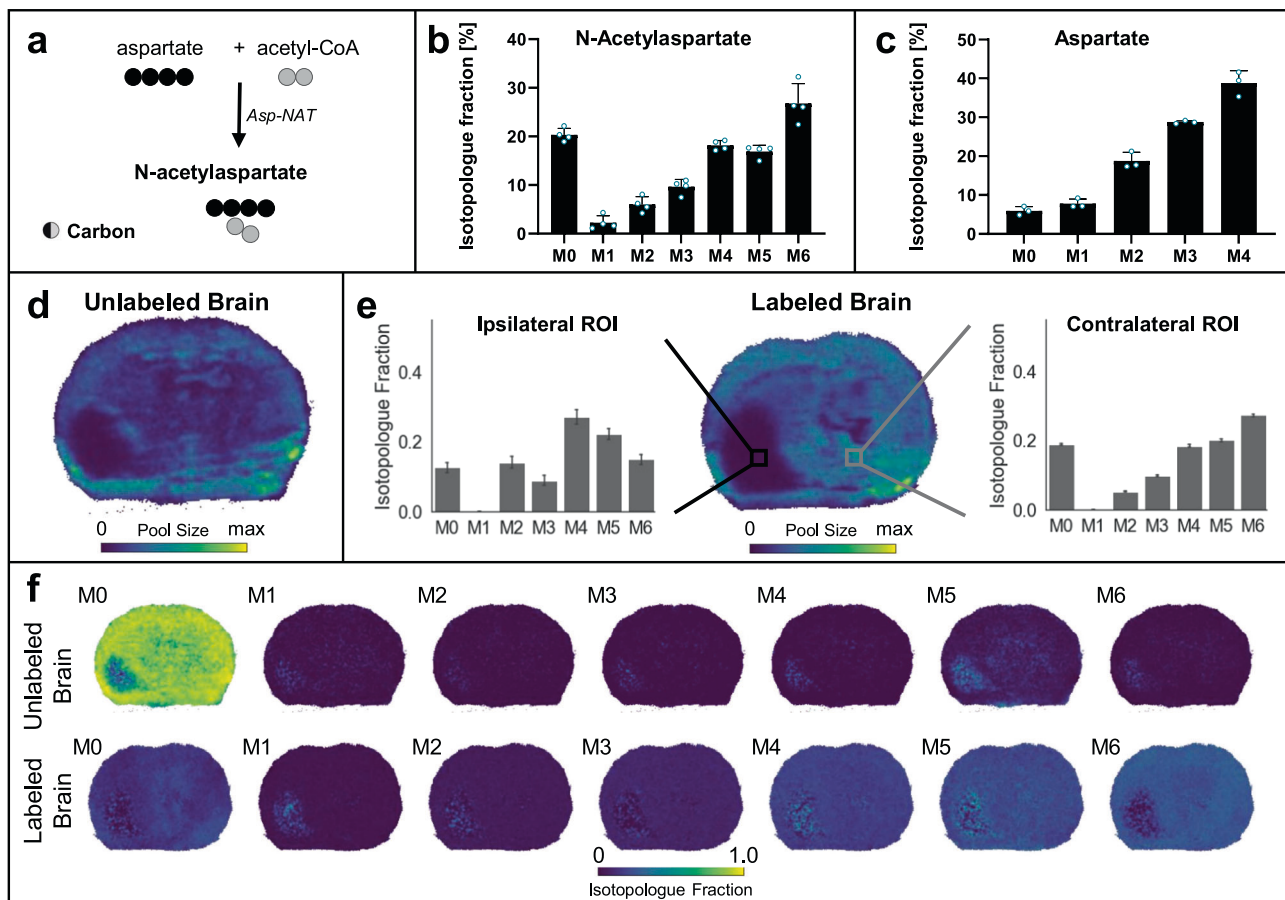 a
aspartate + acetyl-CoA
Asp-NAT
N-acetylaspartate
Carbon
b
N-Acetylaspartate
Isotopologue fraction [%]
40
30
20
10
0
M0 M1 M2 M3 M4 M5 M6
c
Aspartate
Isotopologue fraction [%]
50
40
30
20
10
0
M0 M1 M2 M3 M4
d
Unlabeled Brain
0 Pool Size max
e
Labeled Brain
Ipsilateral ROI
Isotopologue Fraction
0.4
0.2
0.0
M0 M1 M2 M3 M4 M5 M6
0 Pool Size max
Contralateral ROI
Isotopologue Fraction
0.4
0.2
0.0
M0 M1 M2 M3 M4 M5 M6
f
Unlabeled
Brain
M0 M1 M2 M3 M4 M5 M6
Labeled
Brain
M0 M1 M2 M3 M4 M5 M6
0 1.0
Isotopologue Fraction